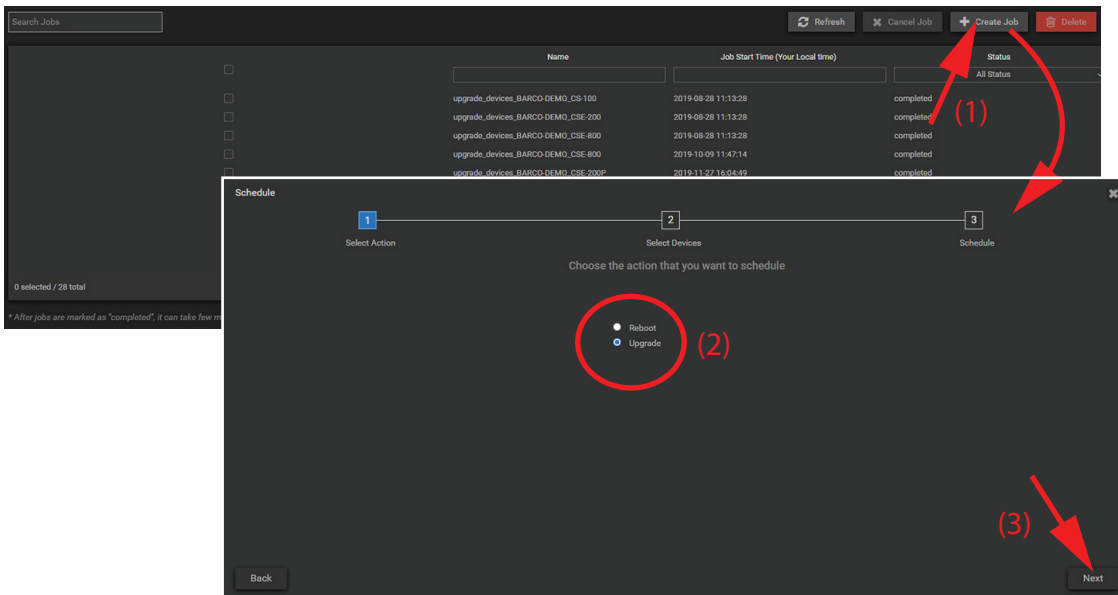 Search Jobs
Refresh
Cancel Job
Create Job
Delete
Name
Job Start Time (Your Local time)
Status
All Status
upgrade_devices_BARCO-DEMO_CS-100 2019-08-28 11:13:28 completed
upgrade_devices_BARCO-DEMO_CSE-200 2019-08-28 11:13:28 completed
upgrade_devices_BARCO-DEMO_CSE-800 2019-08-28 11:13:28 completed
upgrade_devices_BARCO-DEMO_CSE-800 2019-10-09 11:47:14 completed
upgrade_devices_BARCO-DEMO_CSE-200P 2019-11-27 16:04:49 completed
(1)
0 selected / 28 total
* After jobs are marked as "completed", it can take few m
Schedule
1
2
3
Select Action
Select Devices
Schedule
Choose the action that you want to schedule
Reboot
Upgrade
(2)
(3)
Back
Next